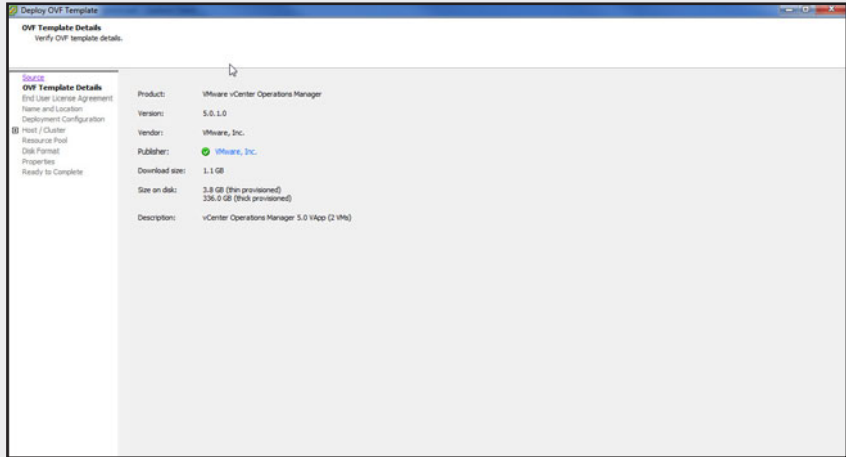 Deploy OVF Template
OVF Template Details
Verify OVF template details.
Source
OVF Template Details
End User License Agreement
Name and Location
Deployment Configuration
Host / Cluster
Resource Pool
Disk Format
Properties
Ready to Complete
Product: VMware vCenter Operations Manager
Version: 5.0.1.0
Vendor: VMware, Inc.
Publisher: VMware, Inc.
Download size: 1.1 GB
Size on disk: 3.8 GB (thin provisioned)
336.0 GB (thick provisioned)
Description: vCenter Operations Manager 5.0 VApp (2 VMs)